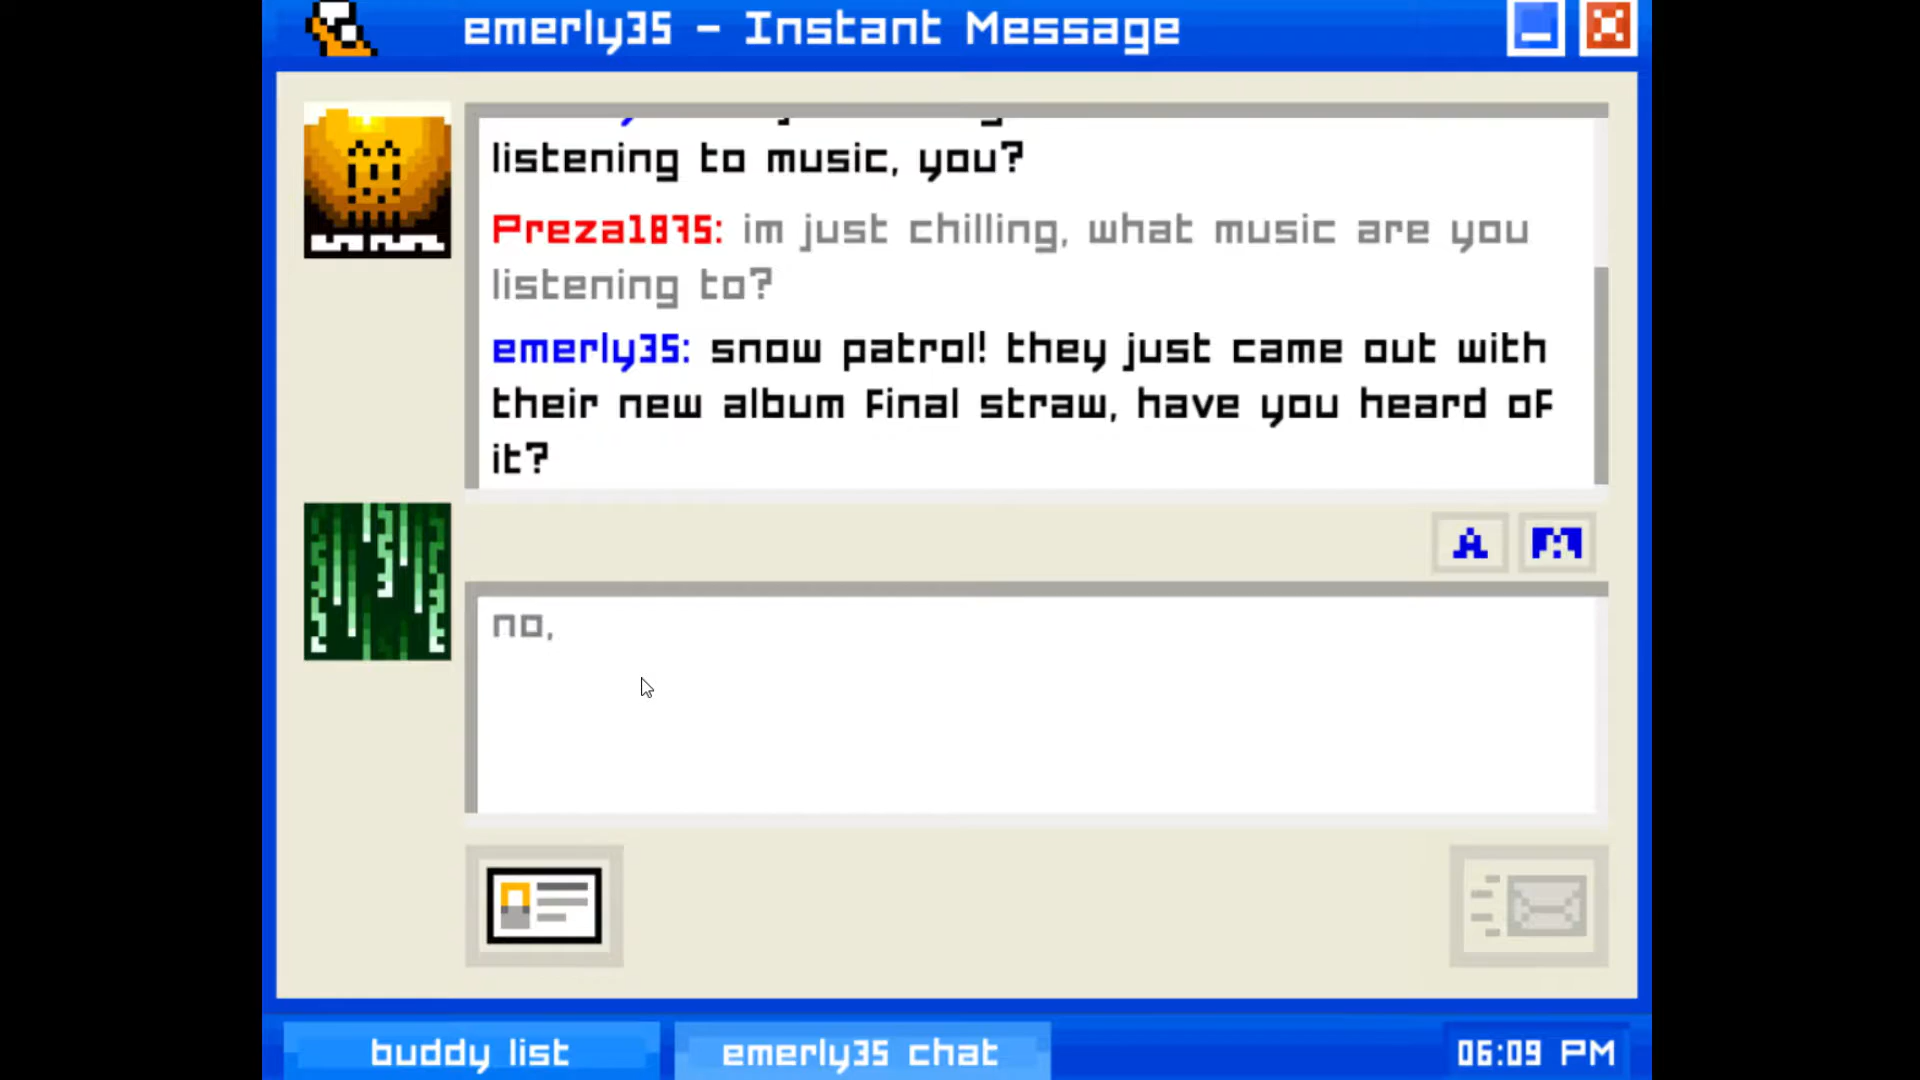 emerly35 - Instant Message
listening to music, you?
Preza1875: im just chilling, what music are you
listening to?
emerly35: snow patrol! they just came out with
their new album final straw, have you heard of
it?
A
no,
buddy list
emerly35 chat
06:09 PM